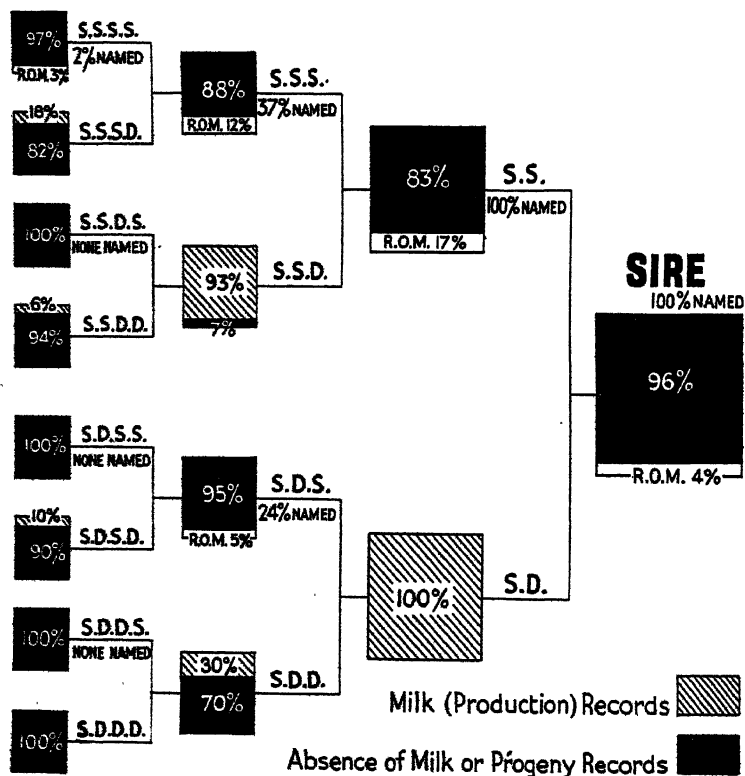 97%
R.O.M. 3%
S.S.S.S.
2% NAMED
18%
82%
S.S.S.D.
88%
R.O.M. 12%
S.S.S.
37% NAMED
100%
S.S.D.S.
NONE NAMED
6%
94%
S.S.D.D.
93%
7%
S.S.D.
83%
R.O.M. 17%
S.S.
100% NAMED
SIRE
100% NAMED
96%
R.O.M. 4%
100%
S.D.S.S.
NONE NAMED
10%
90%
S.D.S.D.
95%
R.O.M. 5%
S.D.S.
24% NAMED
100%
S.D.
100%
S.D.D.S.
NONE NAMED
30%
70%
S.D.D.
100%
S.D.D.D.
Milk (Production) Records
Absence of Milk or Progeny Records